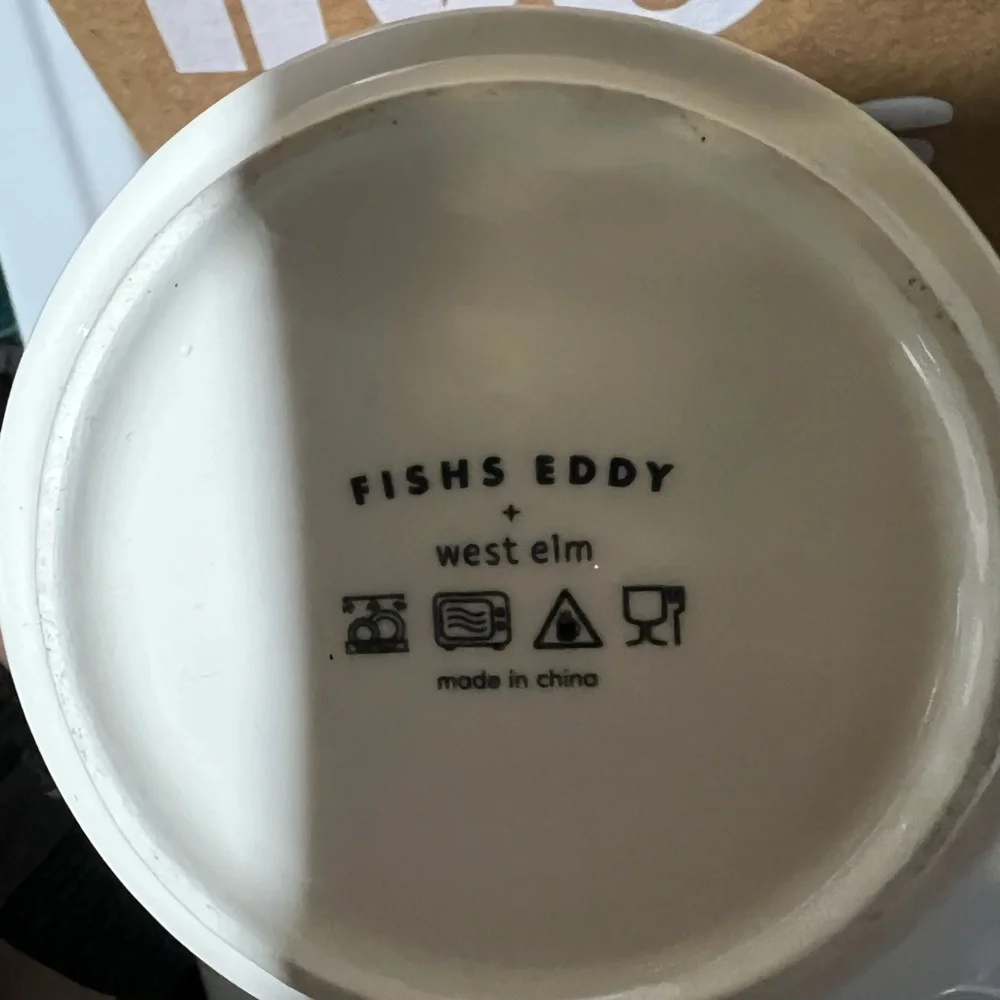 FISHS EDDY
+
west elm
made in china